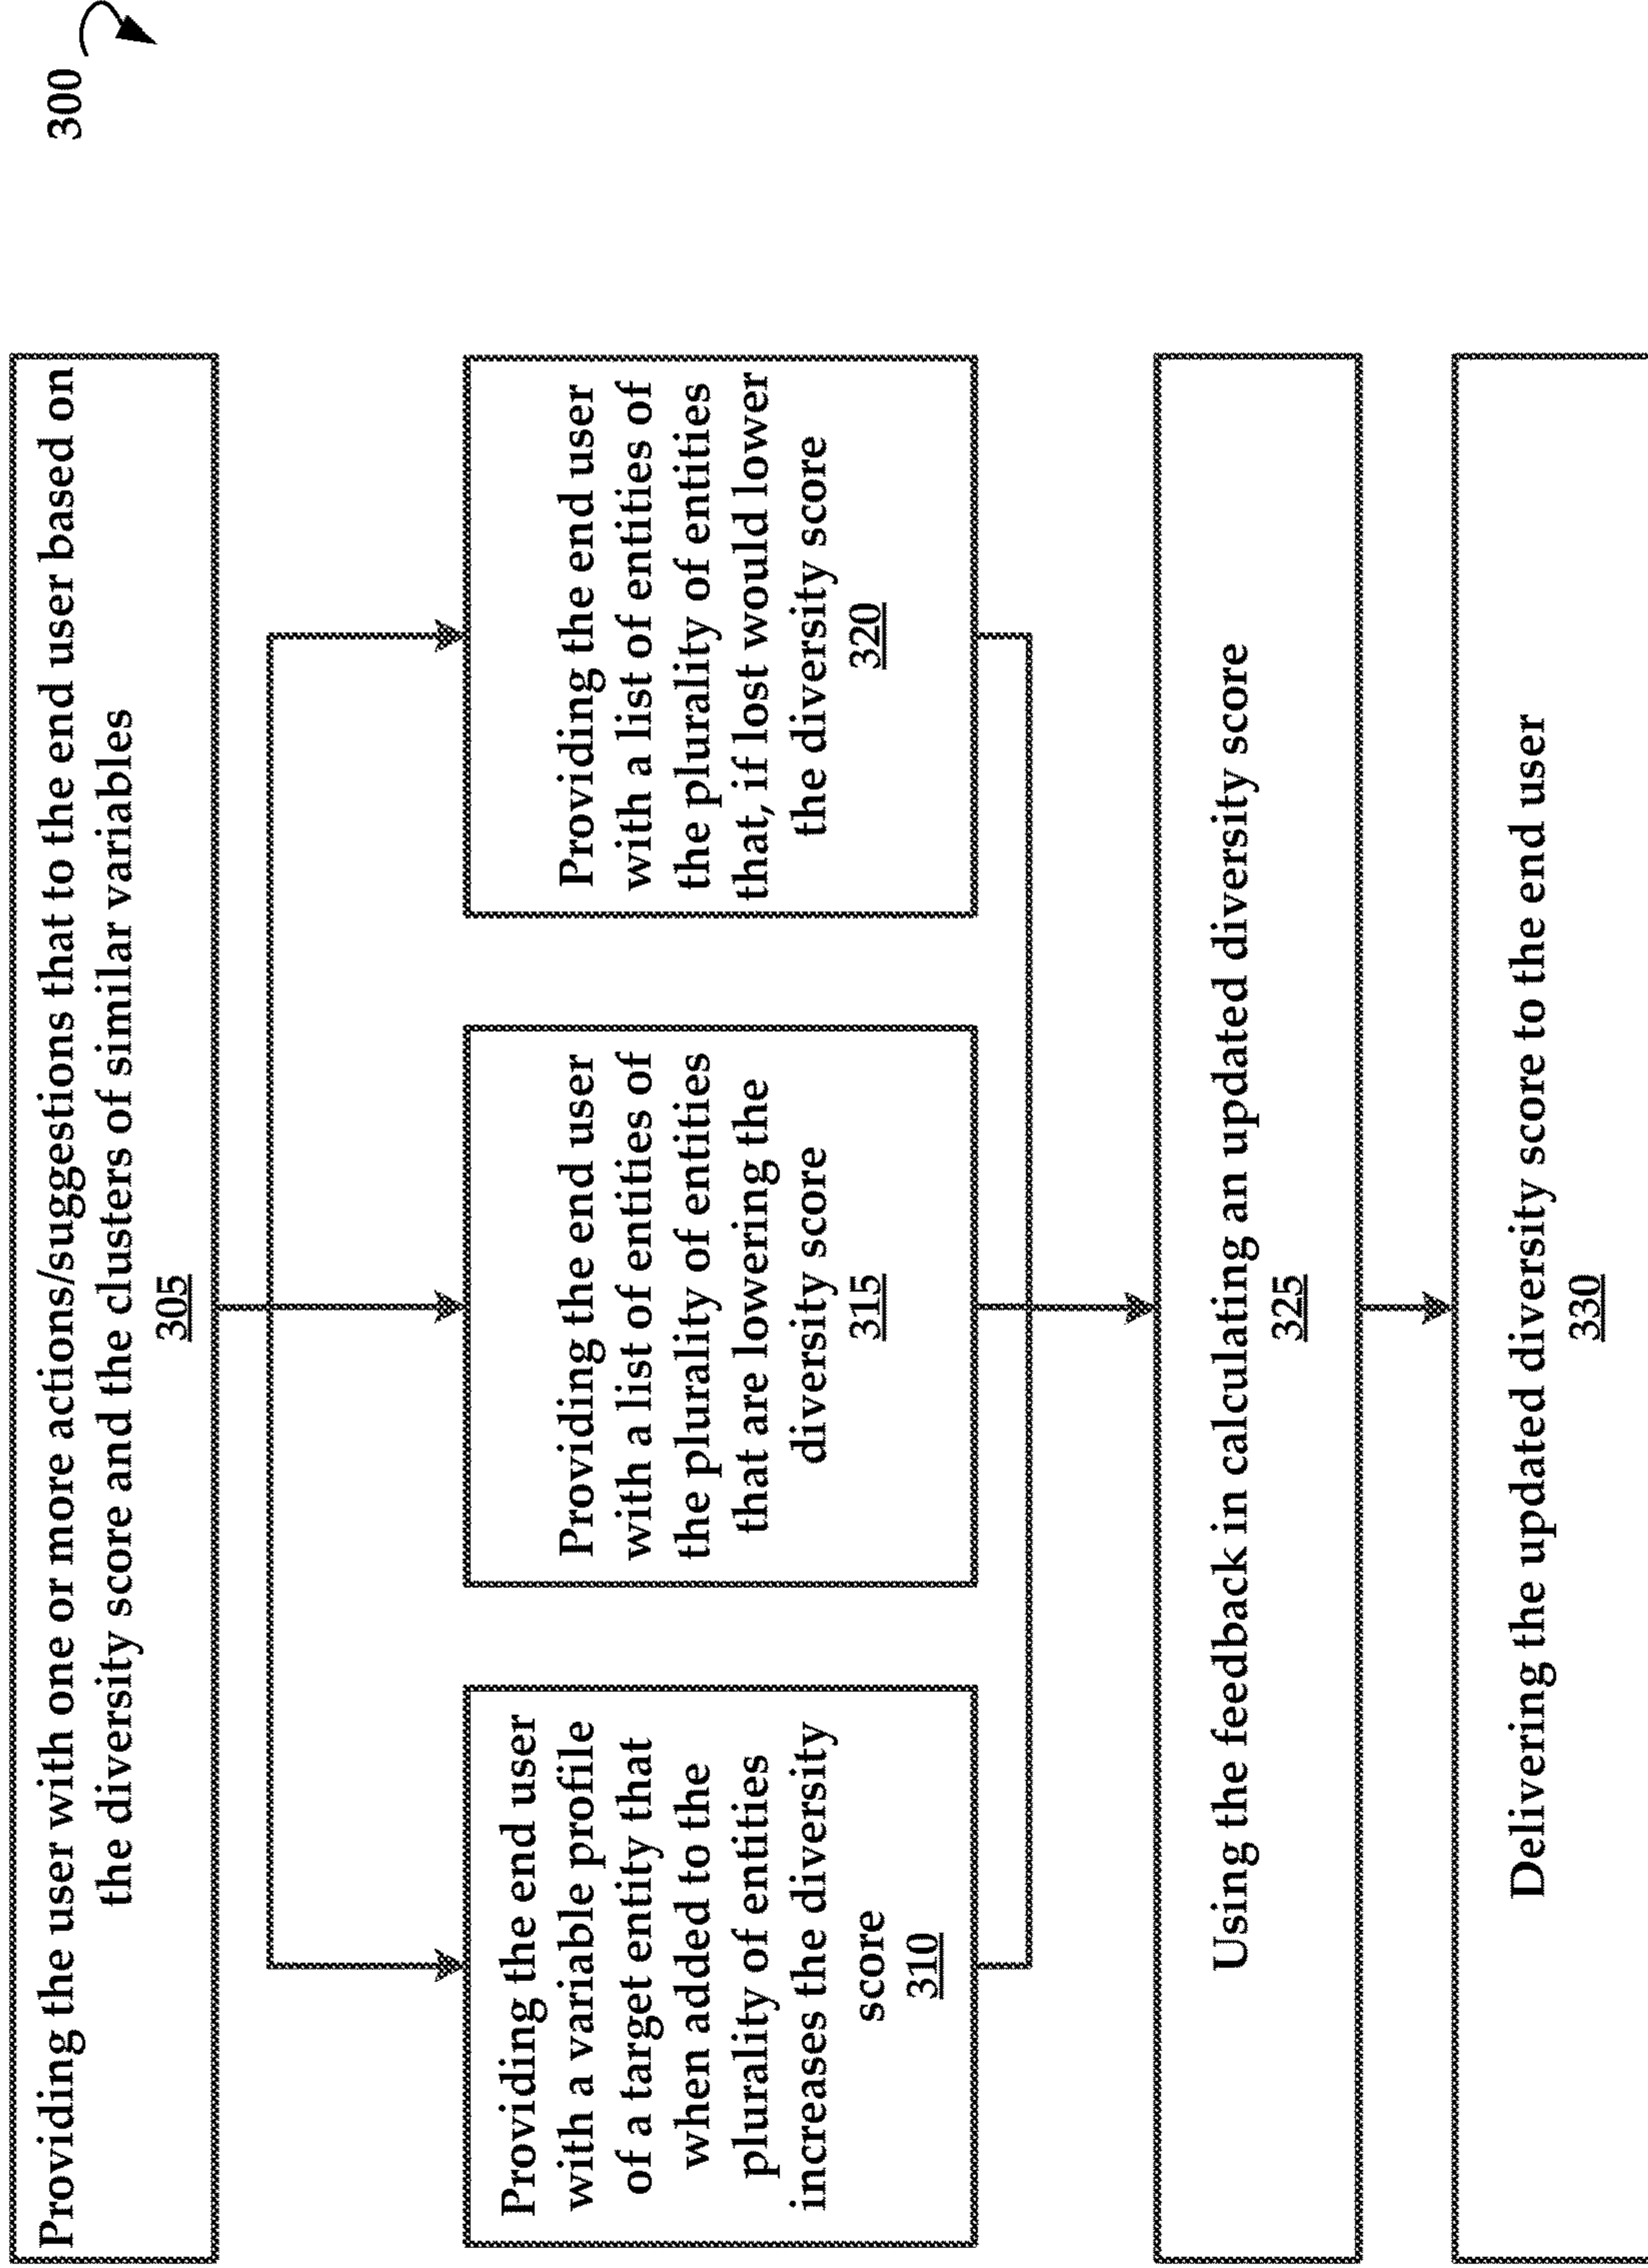 300
Providing the user with one or more actions/suggestions that to the end user based on
the diversity score and the clusters of similar variables
305
Providing the end user
with a variable profile
of a target entity that
when added to the
plurality of entities
increases the diversity
score
310
Providing the end user
with a list of entities of
the plurality of entities
that are lowering the
diversity score
315
Providing the end user
with a list of entities of
the plurality of entities
that, if lost would lower
the diversity score
320
Using the feedback in calculating an updated diversity score
325
Delivering the updated diversity score to the end user
330